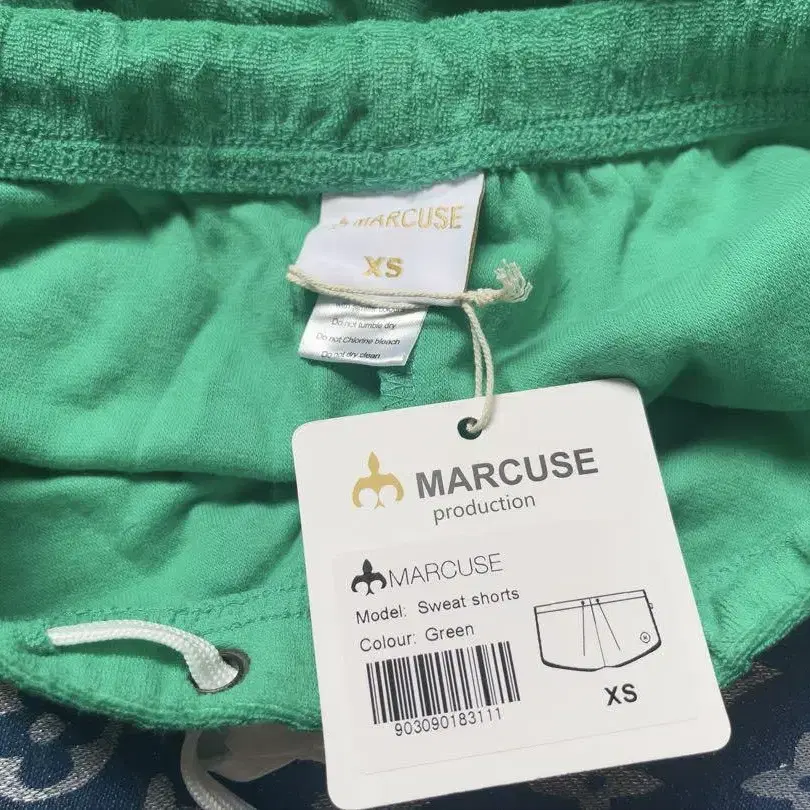 MARCUSE
XS
Do not tumble dry
Do not Chlorine bleach
Do not dry clean
MARCUSE
production
MARCUSE
Model: Sweat shorts
Colour: Green
903090183111
XS